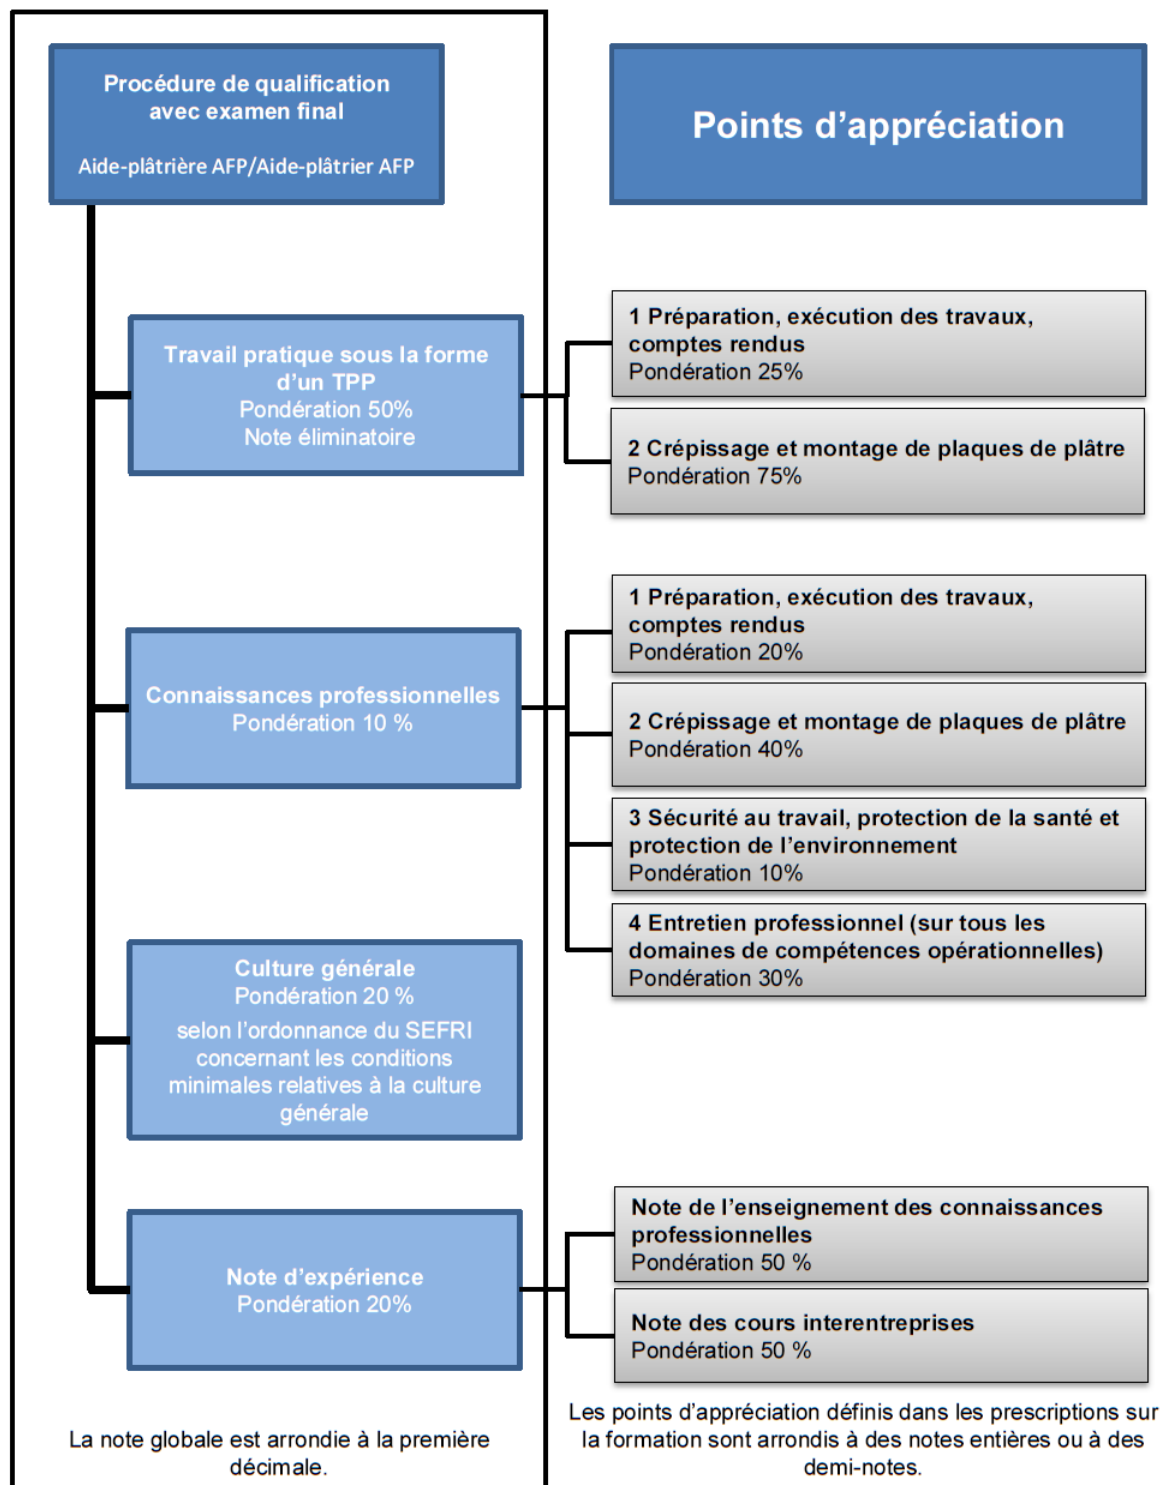 Procédure de qualification
avec examen final
Aide-plâtrière AFP/Aide-plâtrier AFP
Points d’appréciation
Travail pratique sous la forme
d’un TPP
Pondération 50%
Note éliminatoire
1 Préparation, exécution des travaux,
comptes rendus
Pondération 25%
2 Crépissage et montage de plaques de plâtre
Pondération 75%
Connaissances professionnelles
Pondération 10 %
1 Préparation, exécution des travaux,
comptes rendus
Pondération 20%
2 Crépissage et montage de plaques de plâtre
Pondération 40%
3 Sécurité au travail, protection de la santé et
protection de l’environnement
Pondération 10%
4 Entretien professionnel (sur tous les
domaines de compétences opérationnelles)
Pondération 30%
Culture générale
Pondération 20 %
selon l’ordonnance du SEFRI
concernant les conditions
minimales relatives à la culture
générale
Note d’expérience
Pondération 20%
Note de l’enseignement des connaissances
professionnelles
Pondération 50 %
Note des cours interentreprises
Pondération 50 %
La note globale est arrondie à la première
décimale.
Les points d’appréciation définis dans les prescriptions sur
la formation sont arrondis à des notes entières ou à des
demi-notes.